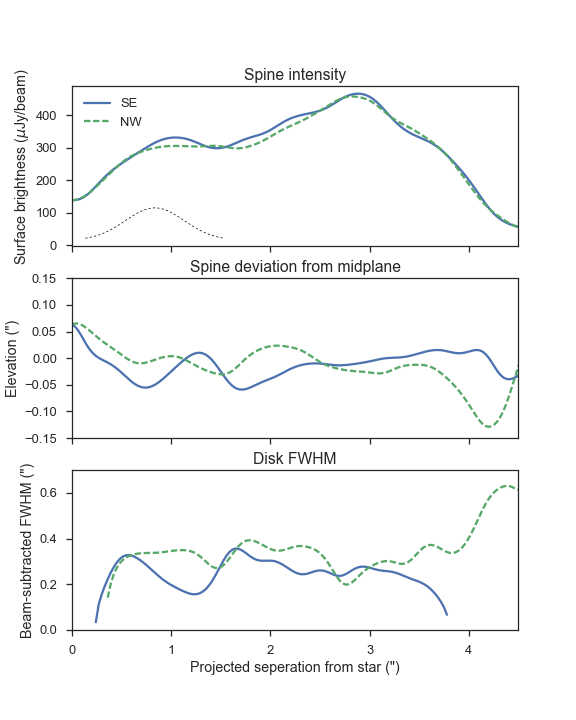 Spine intensity
Surface brightness (μJy/beam)
400
300
200
100
0
SE
NW
Spine deviation from midplane
Elevation (")
0.15
0.10
0.05
0.00
−0.05
−0.10
−0.15
Disk FWHM
Beam-subtracted FWHM (")
0.6
0.4
0.2
0.0
0 1 2 3 4
Projected seperation from star (")